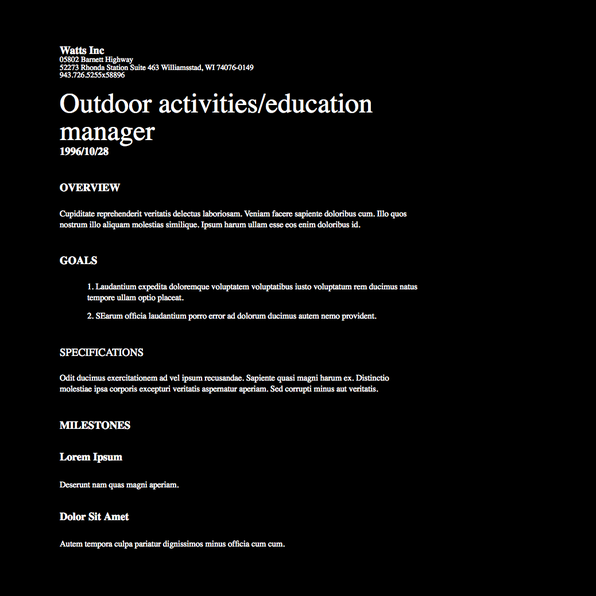 Watts Inc
05802 Barnett Highway
52273 Rhonda Station Suite 463 Williamsstad, WI 74076-0149
943.726.5255x58896
Outdoor activities/education
manager
1996/10/28
OVERVIEW
Cupiditate reprehenderit veritatis delectus laboriosam. Veniam facere sapiente doloribus cum. Illo quos
nostrum illo aliquam molestias similique. Ipsum harum ullam esse eos enim doloribus id.
GOALS
1. Laudantium expedita doloremque voluptatem voluptatibus iusto voluptatum rem ducimus natus
tempore ullam optio placeat.
2. SEarum officia laudantium porro error ad dolorum ducimus autem nemo provident.
SPECIFICATIONS
Odit ducimus exercitationem ad vel ipsum recusandae. Sapiente quasi magni harum ex. Distinctio
molestiae ipsa corporis excepturi veritatis aspernatur aperiam. Sed corrupti minus aut veritatis.
MILESTONES
Lorem Ipsum
Deserunt nam quas magni aperiam.
Dolor Sit Amet
Autem tempora culpa pariatur dignissimos minus officia cum cum.